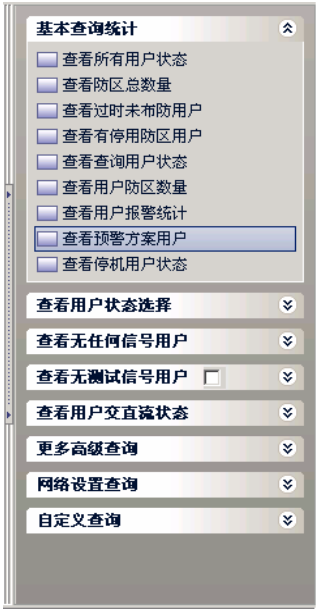 基本查询统计
查看所有用户状态
查看防区总数量
查看过时未布防用户
查看有停用防区用户
查看查询用户状态
查看用户防区数量
查看用户报警统计
查看预警方案用户
查看停机用户状态
查看用户状态选择
查看无任何信号用户
查看无测试信号用户
查看用户交直流状态
更多高级查询
网络设置查询
自定义查询